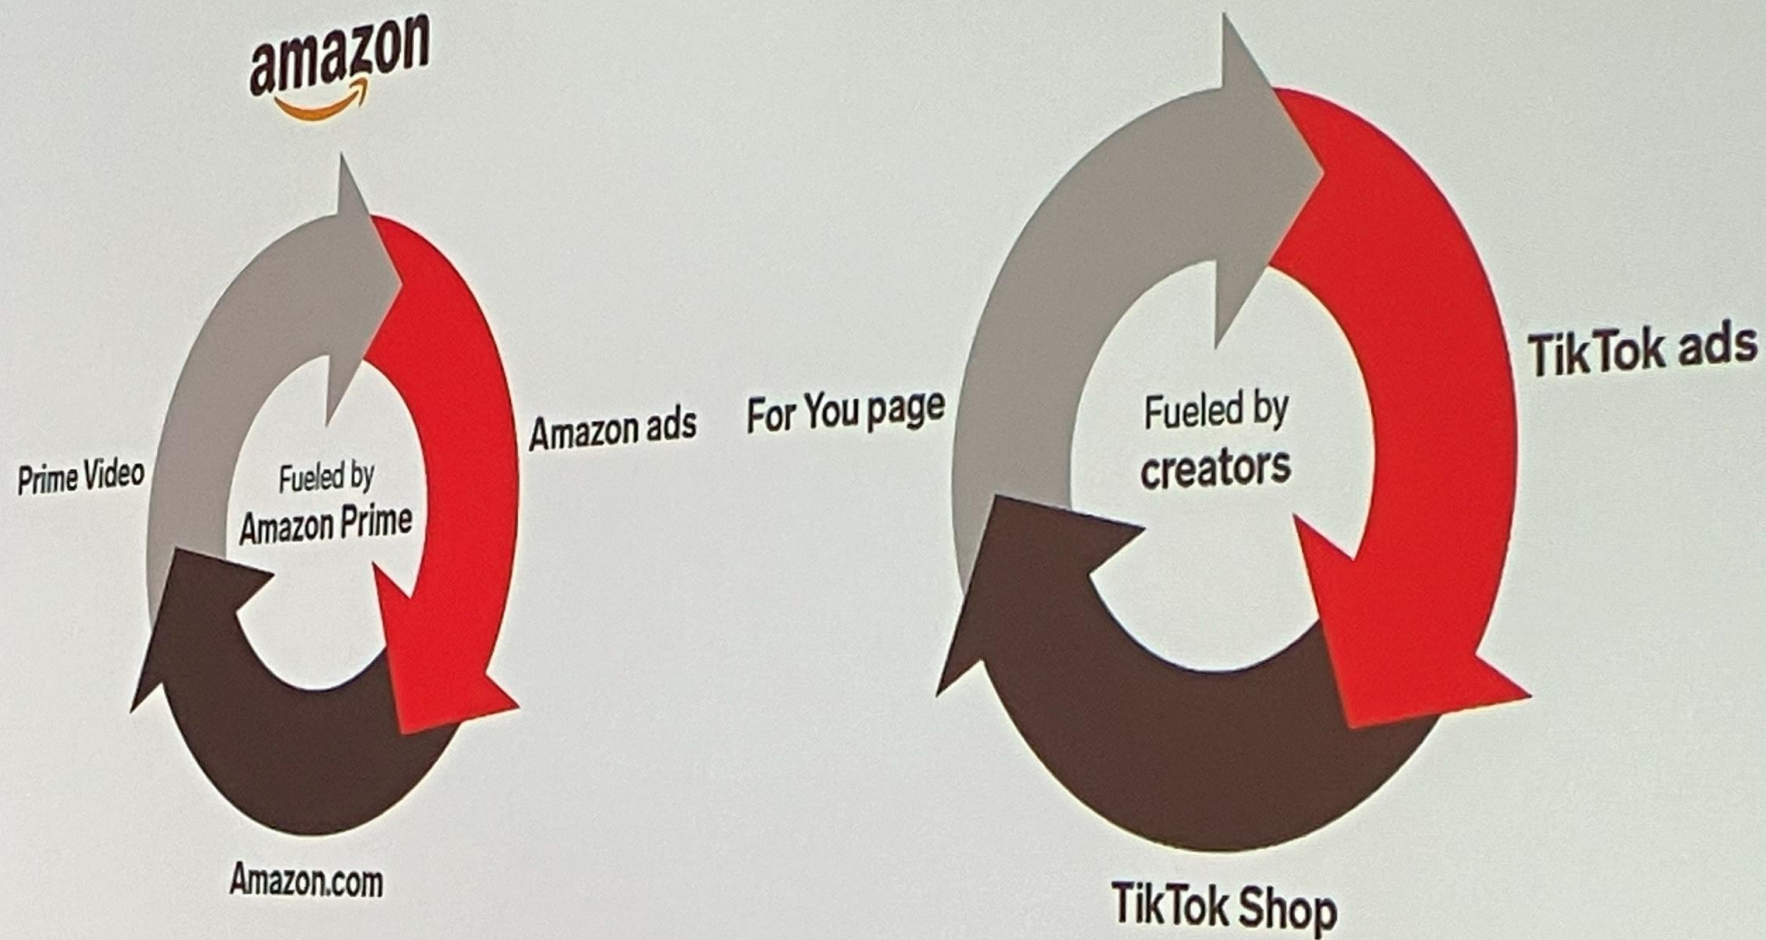 amazon
Prime Video
Fueled by
Amazon Prime
Amazon ads
Amazon.com
For You page
Fueled by
creators
TikTok ads
TikTok Shop